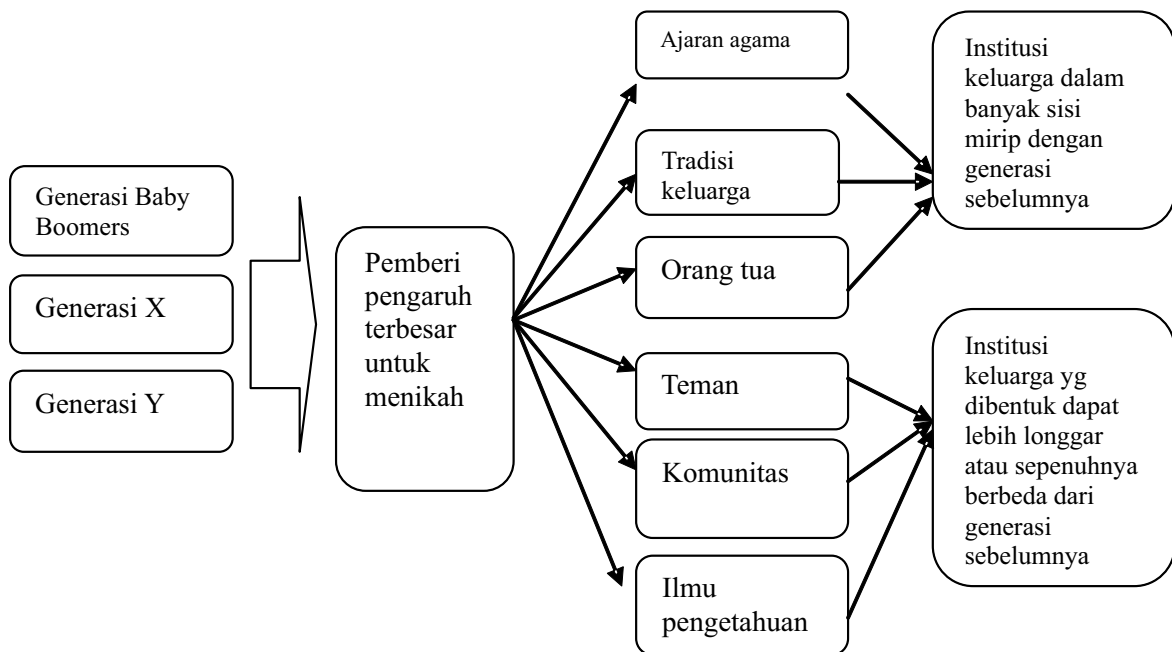 Generasi Baby
Boomers
Generasi X
Generasi Y
Pemberi
pengaruh
terbesar
untuk
menikah
Ajaran agama
Tradisi
keluarga
Orang tua
Teman
Komunitas
Ilmu
pengetahuan
Institusi
keluarga dalam
banyak sisi
mirip dengan
generasi
sebelumnya
Institusi
keluarga yg
dibentuk dapat
lebih longgar
atau sepenuhnya
berbeda dari
generasi
sebelumnya